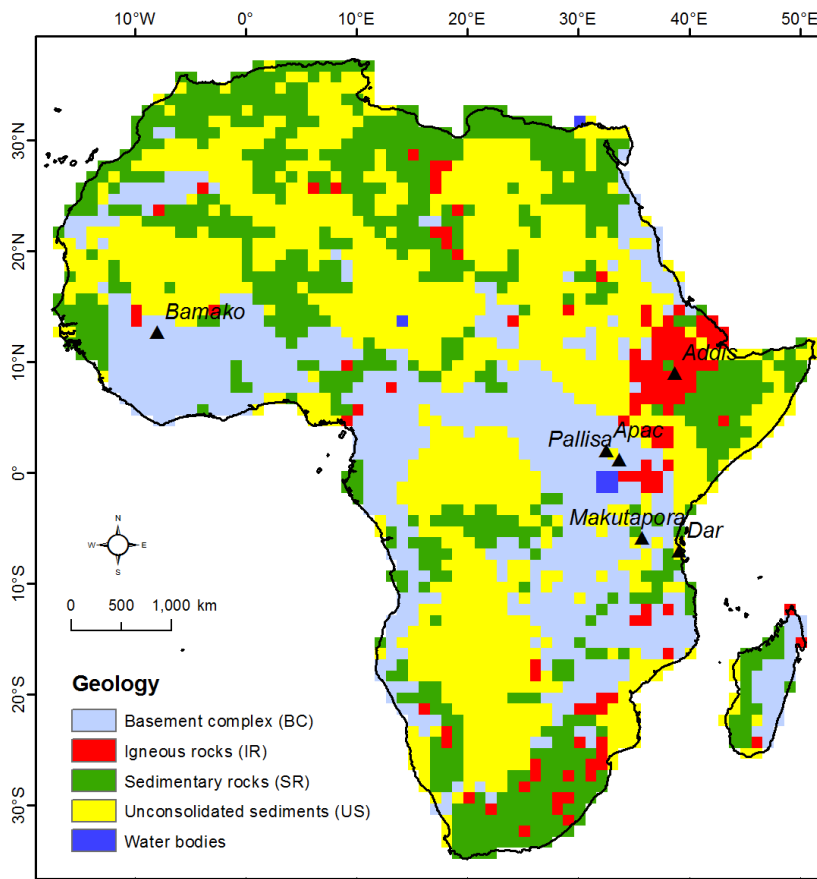 10°W 0° 10°E 20°E 30°E 40°E 50°E
30°N
20°N
10°N
0°
10°S
20°S
30°S
Bamako
Addis
Apac
Pallisa
Makutapora
Dar
N
W E
S
0 500 1,000 km
Geology
Basement complex (BC)
Igneous rocks (IR)
Sedimentary rocks (SR)
Unconsolidated sediments (US)
Water bodies